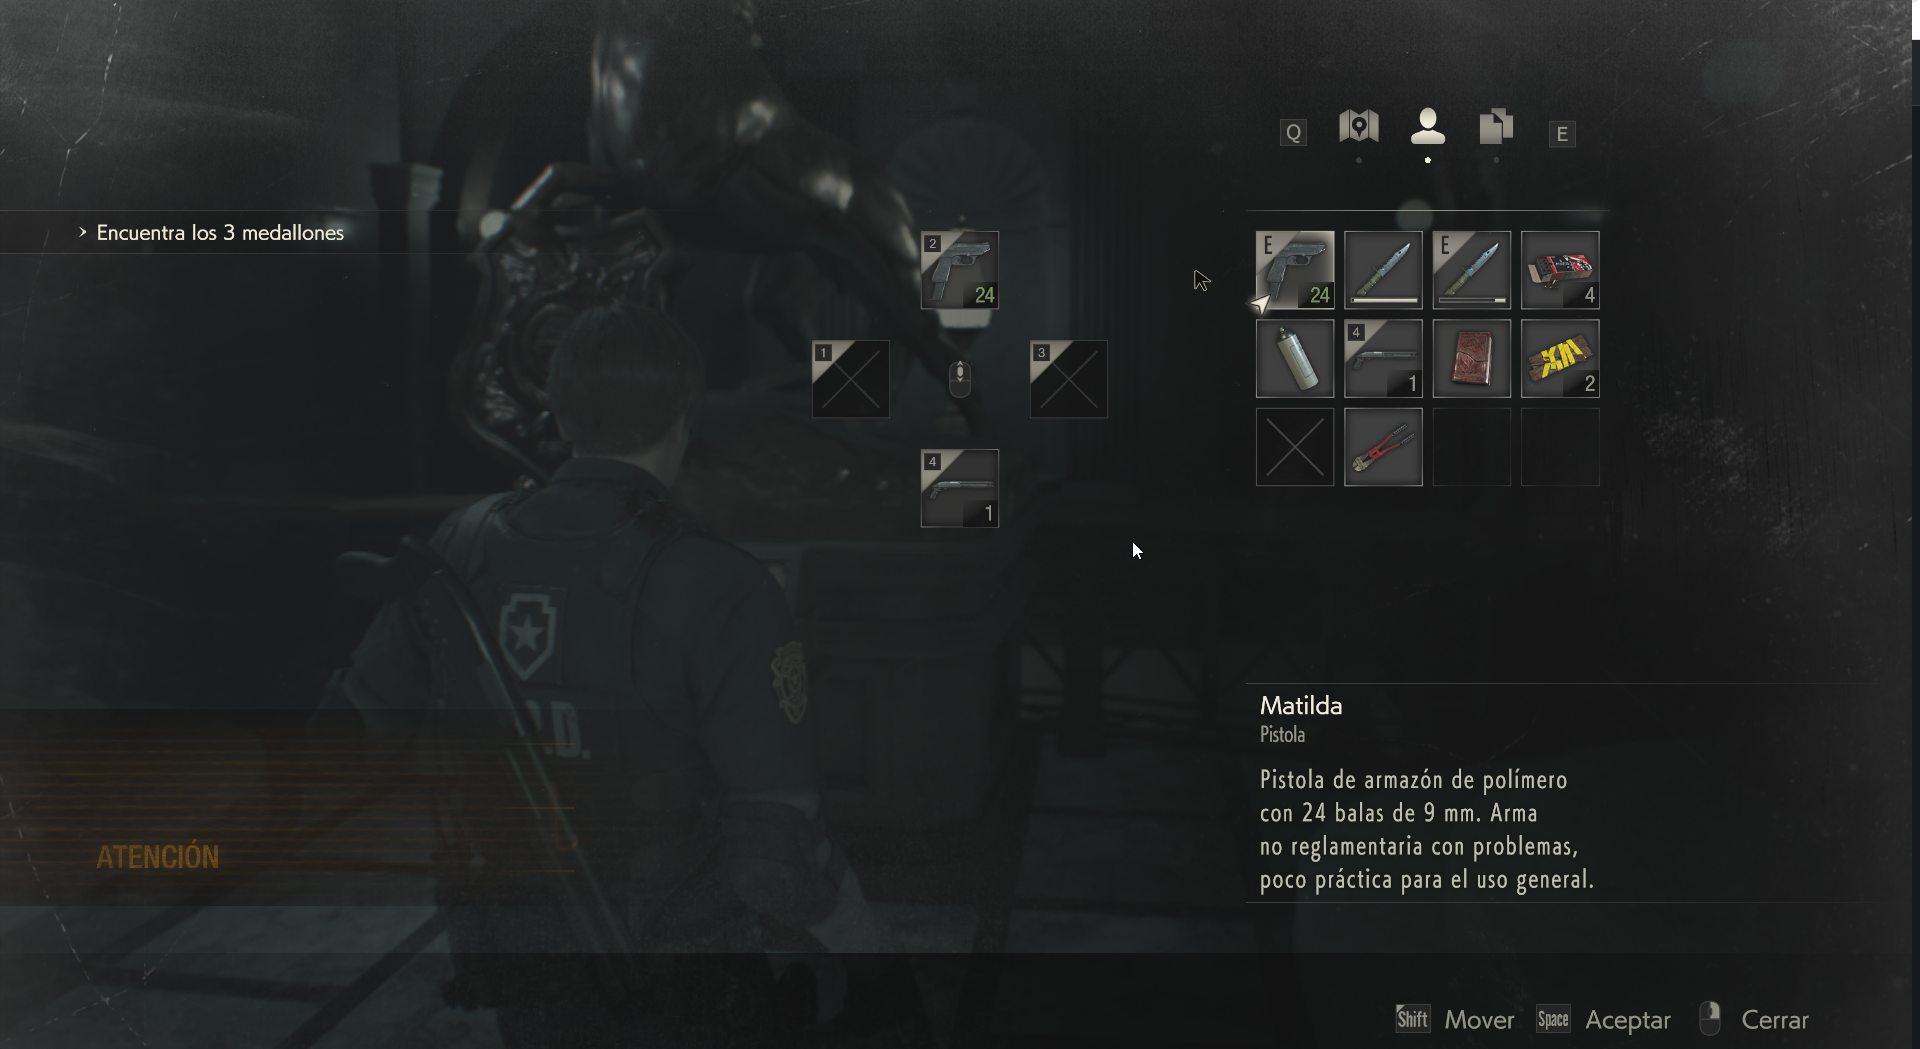 Q
E
> Encuentra los 3 medallones
2
24
1
3
4
1
E
24
E
4
4
1
2
.D.
ATENCIÓN
Matilda
Pistola
Pistola de armazón de polímero
con 24 balas de 9 mm. Arma
no reglamentaria con problemas,
poco práctica para el uso general.
Shift Mover Space Aceptar Cerrar